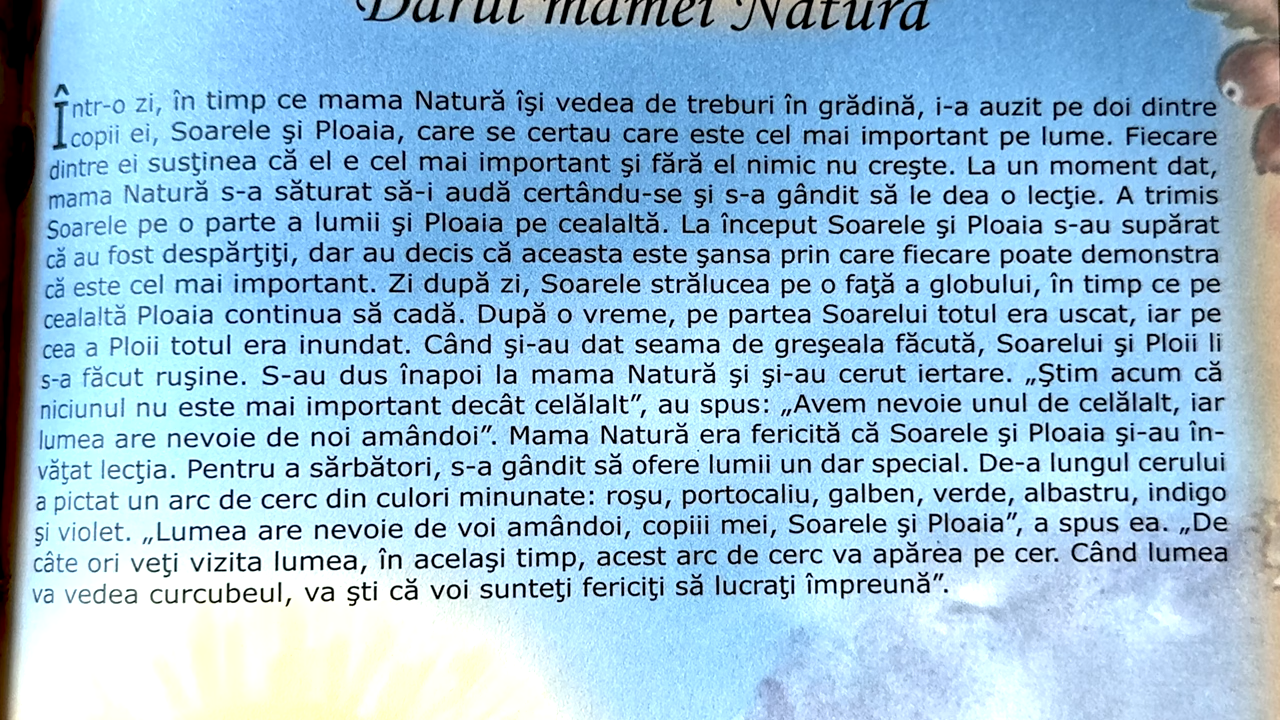 Darul mamei Natură
Într-o zi, în timp ce mama Natură îşi vedea de treburi în grădină, i-a auzit pe doi dintre
copii ei, Soarele şi Ploaia, care se certau care este cel mai important pe lume. Fiecare
dintre ei susţinea că el e cel mai important şi fără el nimic nu creşte. La un moment dat,
mama Natură s-a săturat să-i audă certându-se şi s-a gândit să le dea o lecţie. A trimis
Soarele pe o parte a lumii şi Ploaia pe cealaltă. La început Soarele şi Ploaia s-au supărat
că au fost despărţiţi, dar au decis că aceasta este şansa prin care fiecare poate demonstra
că este cel mai important. Zi după zi, Soarele strălucea pe o faţă a globului, în timp ce pe
cealaltă Ploaia continua să cadă. După o vreme, pe partea Soarelui totul era uscat, iar pe
cea a Ploii totul era inundat. Când şi-au dat seama de greşeala făcută, Soarelui şi Ploii li
s-a făcut ruşine. S-au dus înapoi la mama Natură şi şi-au cerut iertare. „Ştim acum că
niciunul nu este mai important decât celălalt”, au spus: „Avem nevoie unul de celălalt, iar
lumea are nevoie de noi amândoi”. Mama Natură era fericită că Soarele şi Ploaia şi-au în-
văţat lecţia. Pentru a sărbători, s-a gândit să ofere lumii un dar special. De-a lungul cerului
a pictat un arc de cerc din culori minunate: roşu, portocaliu, galben, verde, albastru, indigo
şi violet. „Lumea are nevoie de voi amândoi, copiii mei, Soarele şi Ploaia”, a spus ea. „De
câte ori veţi vizita lumea, în acelaşi timp, acest arc de cerc va apărea pe cer. Când lumea
va vedea curcubeul, va şti că voi sunteţi fericiţi să lucraţi împreună”.